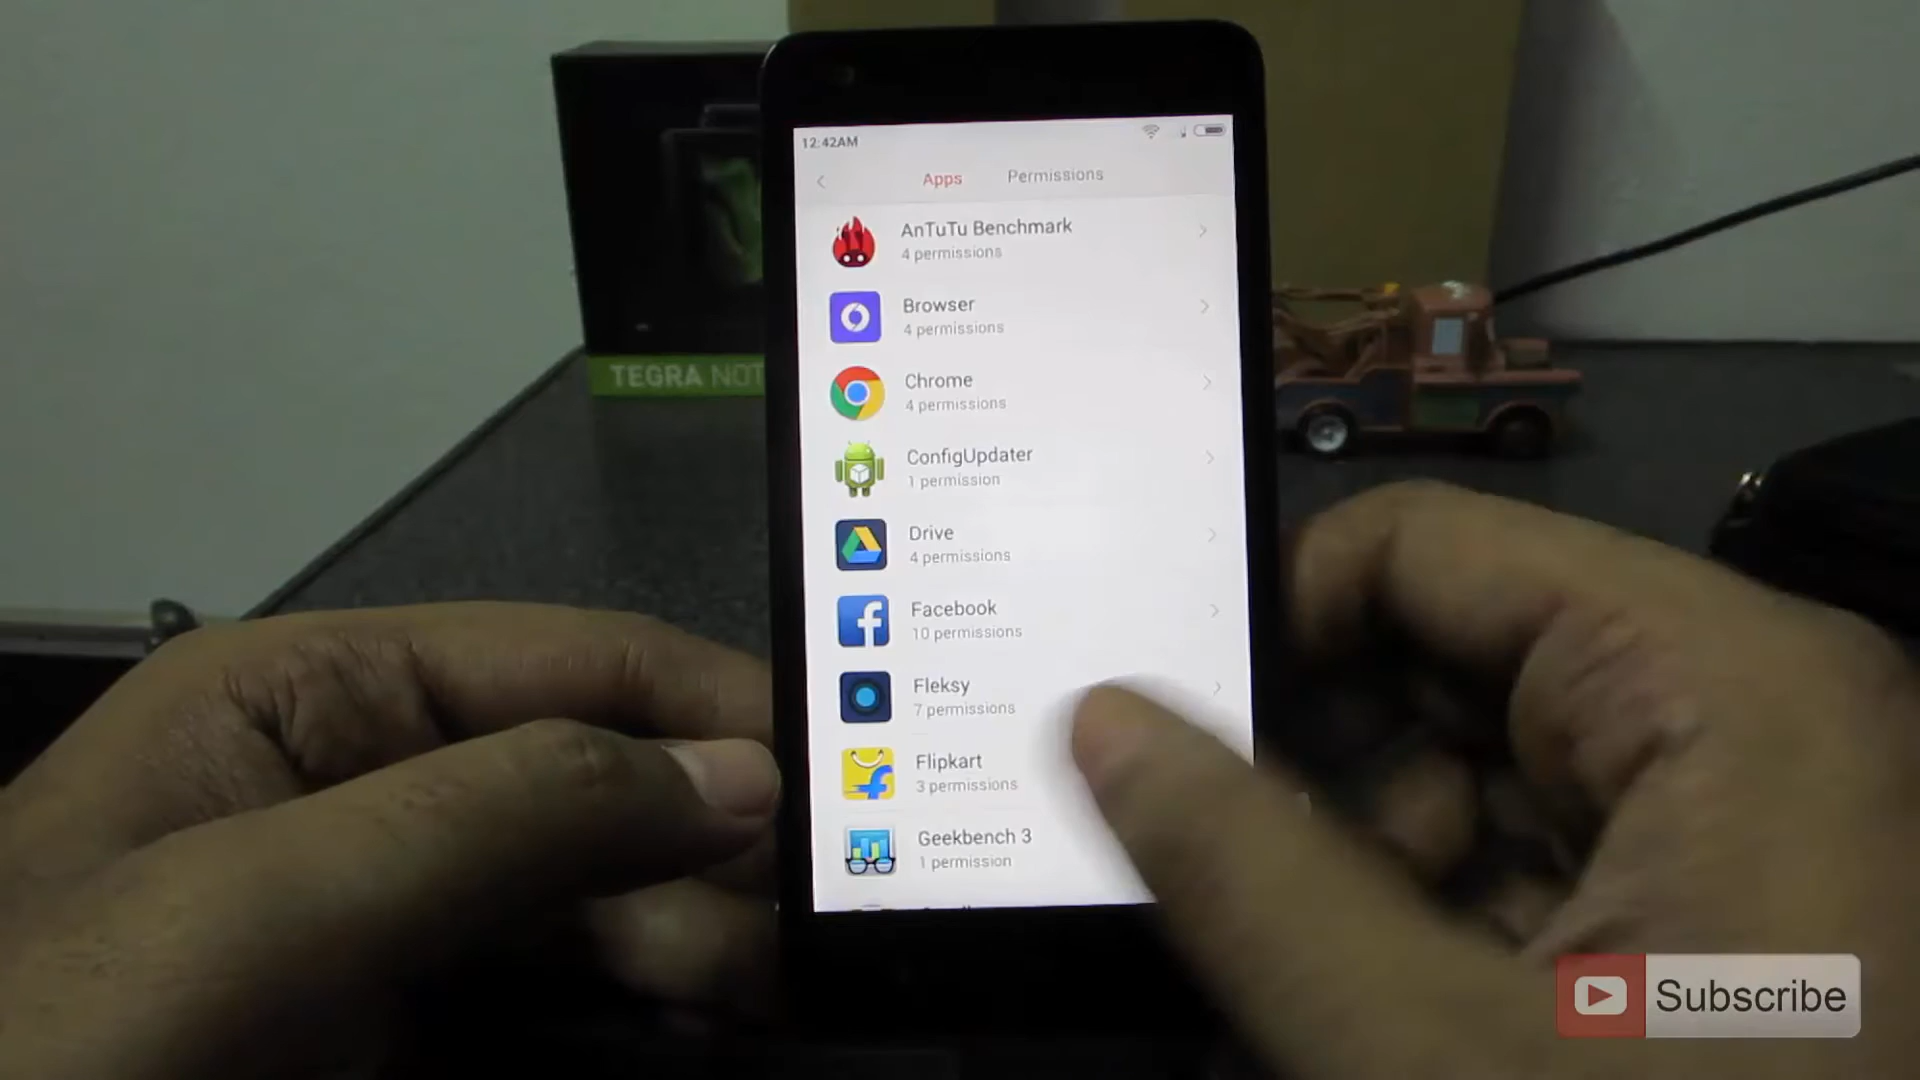 12:42AM
Apps Permissions
AnTuTu Benchmark
4 permissions
Browser
4 permissions
Chrome
4 permissions
ConfigUpdater
1 permission
Drive
4 permissions
Facebook
10 permissions
Fleksy
7 permissions
Flipkart
3 permissions
Geekbench 3
1 permission
TEGRA NOT
Subscribe